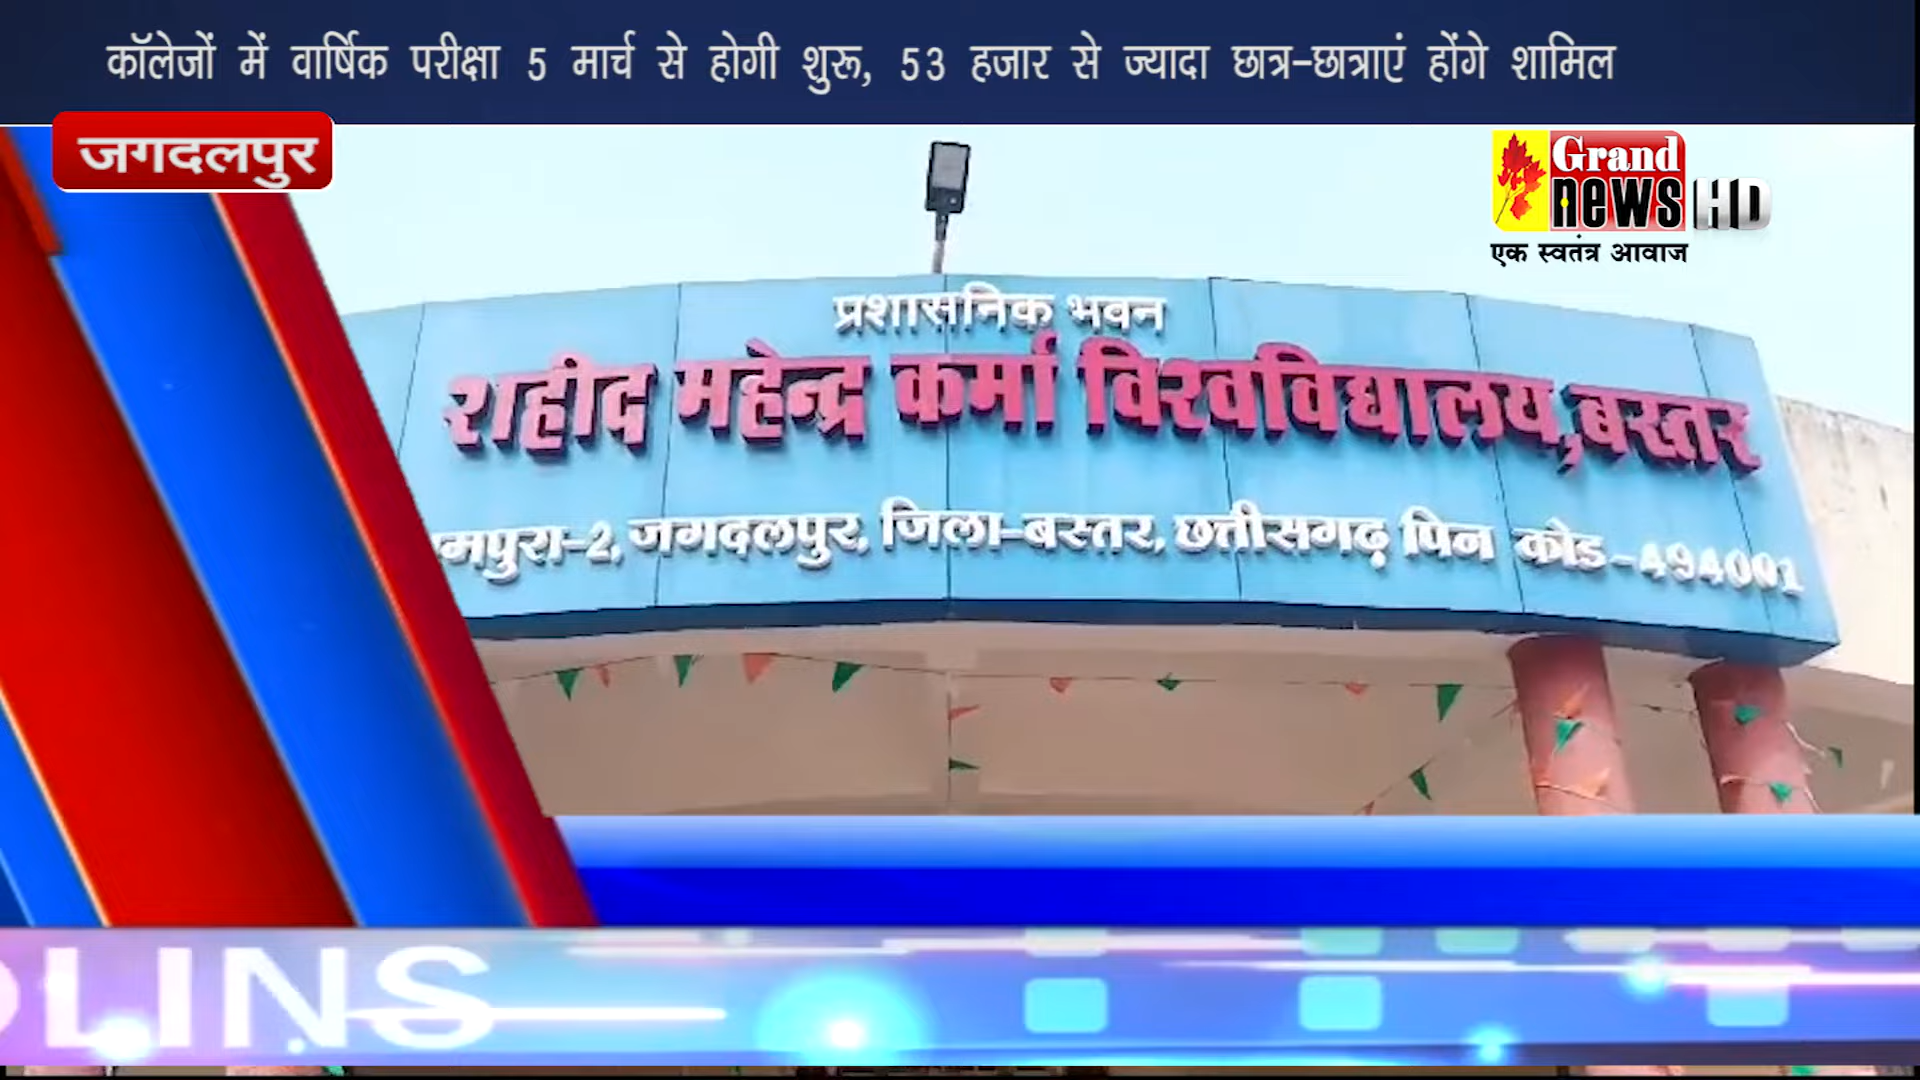 कॉलेजों में वार्षिक परीक्षा 5 मार्च से होगी शुरू, 53 हजार से ज्यादा छात्र-छात्राएं होंगे शामिल
जगदलपुर
Grand
news HD
एक स्वतंत्र आवाज
प्रशासनिक भवन
शहीद महेन्द्र कर्मा विश्वविद्यालय,बस्तर
मपुरा-2, जगदलपुर, जिला-बस्तर, छत्तीसगढ़ पिन कोड-494001
LINS